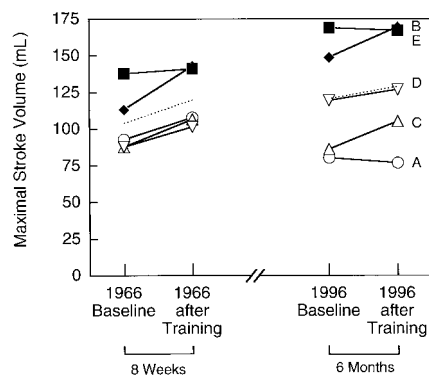 Maximal Stroke Volume (mL)
175
150
125
100
75
50
25
0
B
E
D
C
A
1966
Baseline
1966
after
Training
1996
Baseline
1996
after
Training
8 Weeks
6 Months